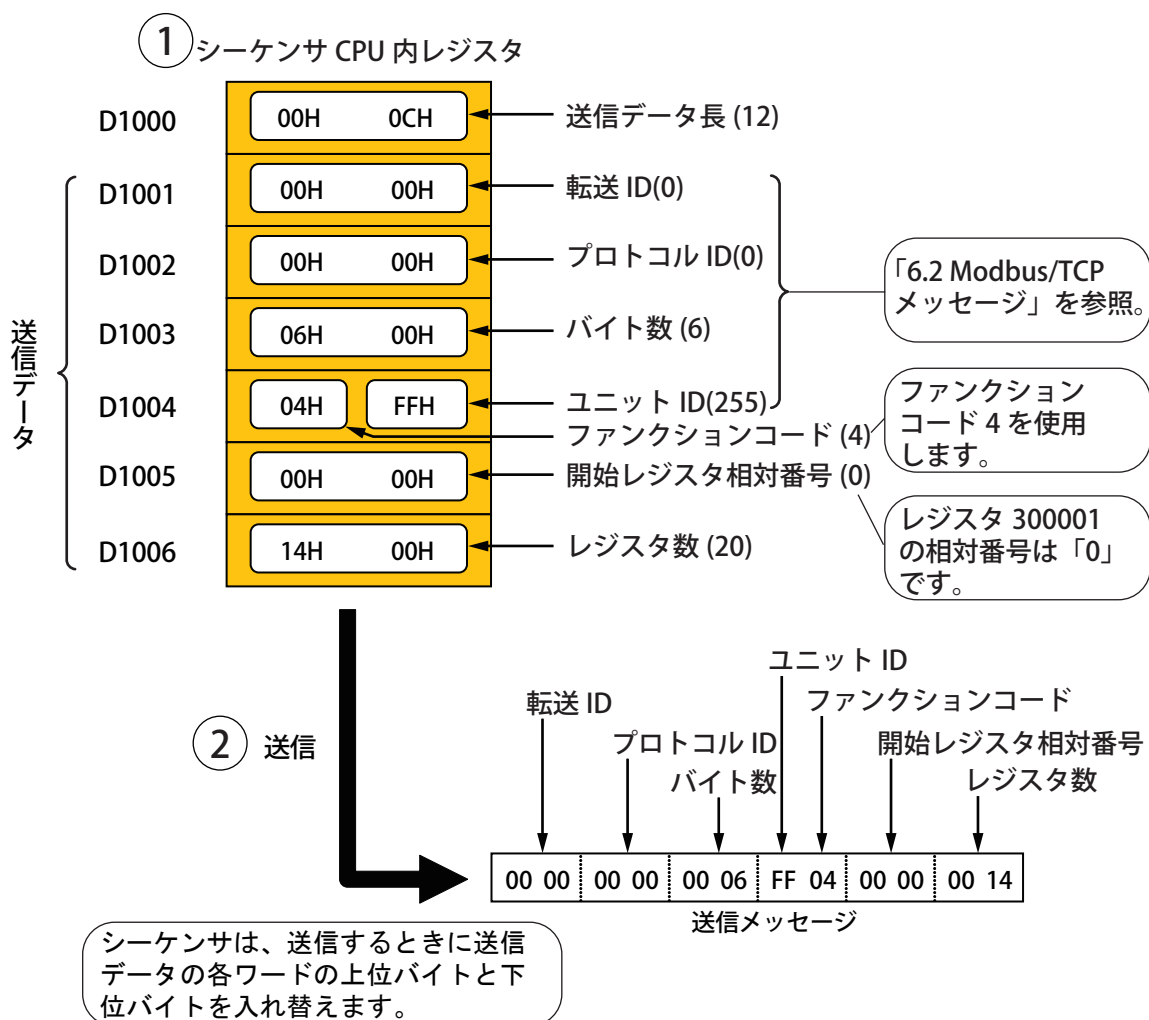 ① シーケンサ CPU 内レジスタ
D1000 00H 0CH 送信データ長 (12)
D1001 00H 00H 転送 ID(0)
D1002 00H 00H プロトコル ID(0)
D1003 06H 00H バイト数 (6)
D1004 04H FFH ユニット ID(255)
ファンクションコード (4)
D1005 00H 00H 開始レジスタ相対番号 (0)
D1006 14H 00H レジスタ数 (20)
送信データ
「6.2 Modbus/TCP
メッセージ」を参照。
ファンクション
コード 4 を使用
します。
レジスタ 300001
の相対番号は「0」
です。
② 送信
ユニット ID
転送 ID
ファンクションコード
プロトコル ID
開始レジスタ相対番号
バイト数
レジスタ数
00 00 00 00 00 06 FF 04 00 00 00 14
送信メッセージ
シーケンサは、送信するときに送信
データの各ワードの上位バイトと下
位バイトを入れ替えます。